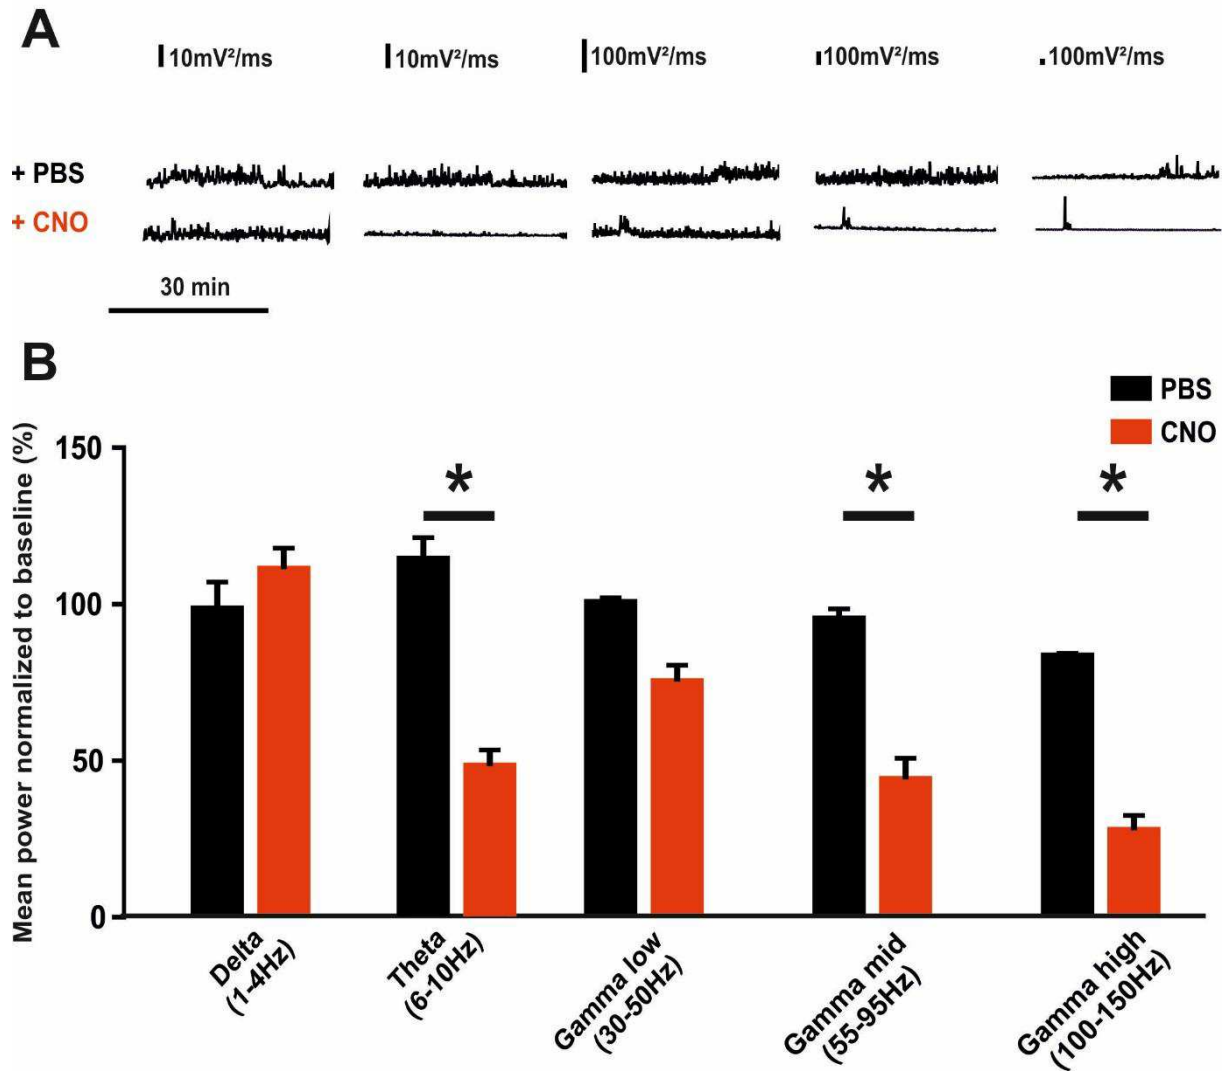 A
10mV²/ms 10mV²/ms 100mV²/ms 100mV²/ms 100mV²/ms
+ PBS
+ CNO
30 min
B
PBS
CNO
Mean power normalized to baseline (%)
150
100
50
0
* * *
Delta
(1-4Hz)
Theta
(6-10Hz)
Gamma low
(30-50Hz)
Gamma mid
(55-95Hz)
Gamma high
(100-150Hz)